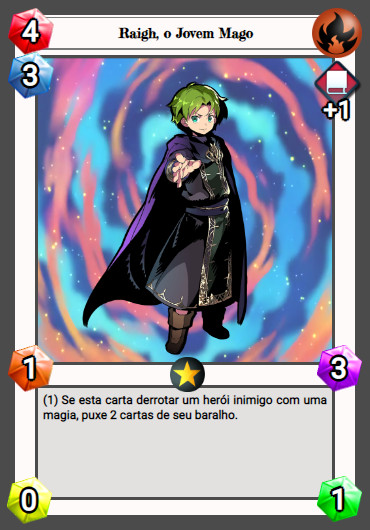 4
Raigh, o Jovem Mago
3
+1
1
3
(1) Se esta carta derrotar um herói inimigo com uma
magia, puxe 2 cartas de seu baralho.
0
1